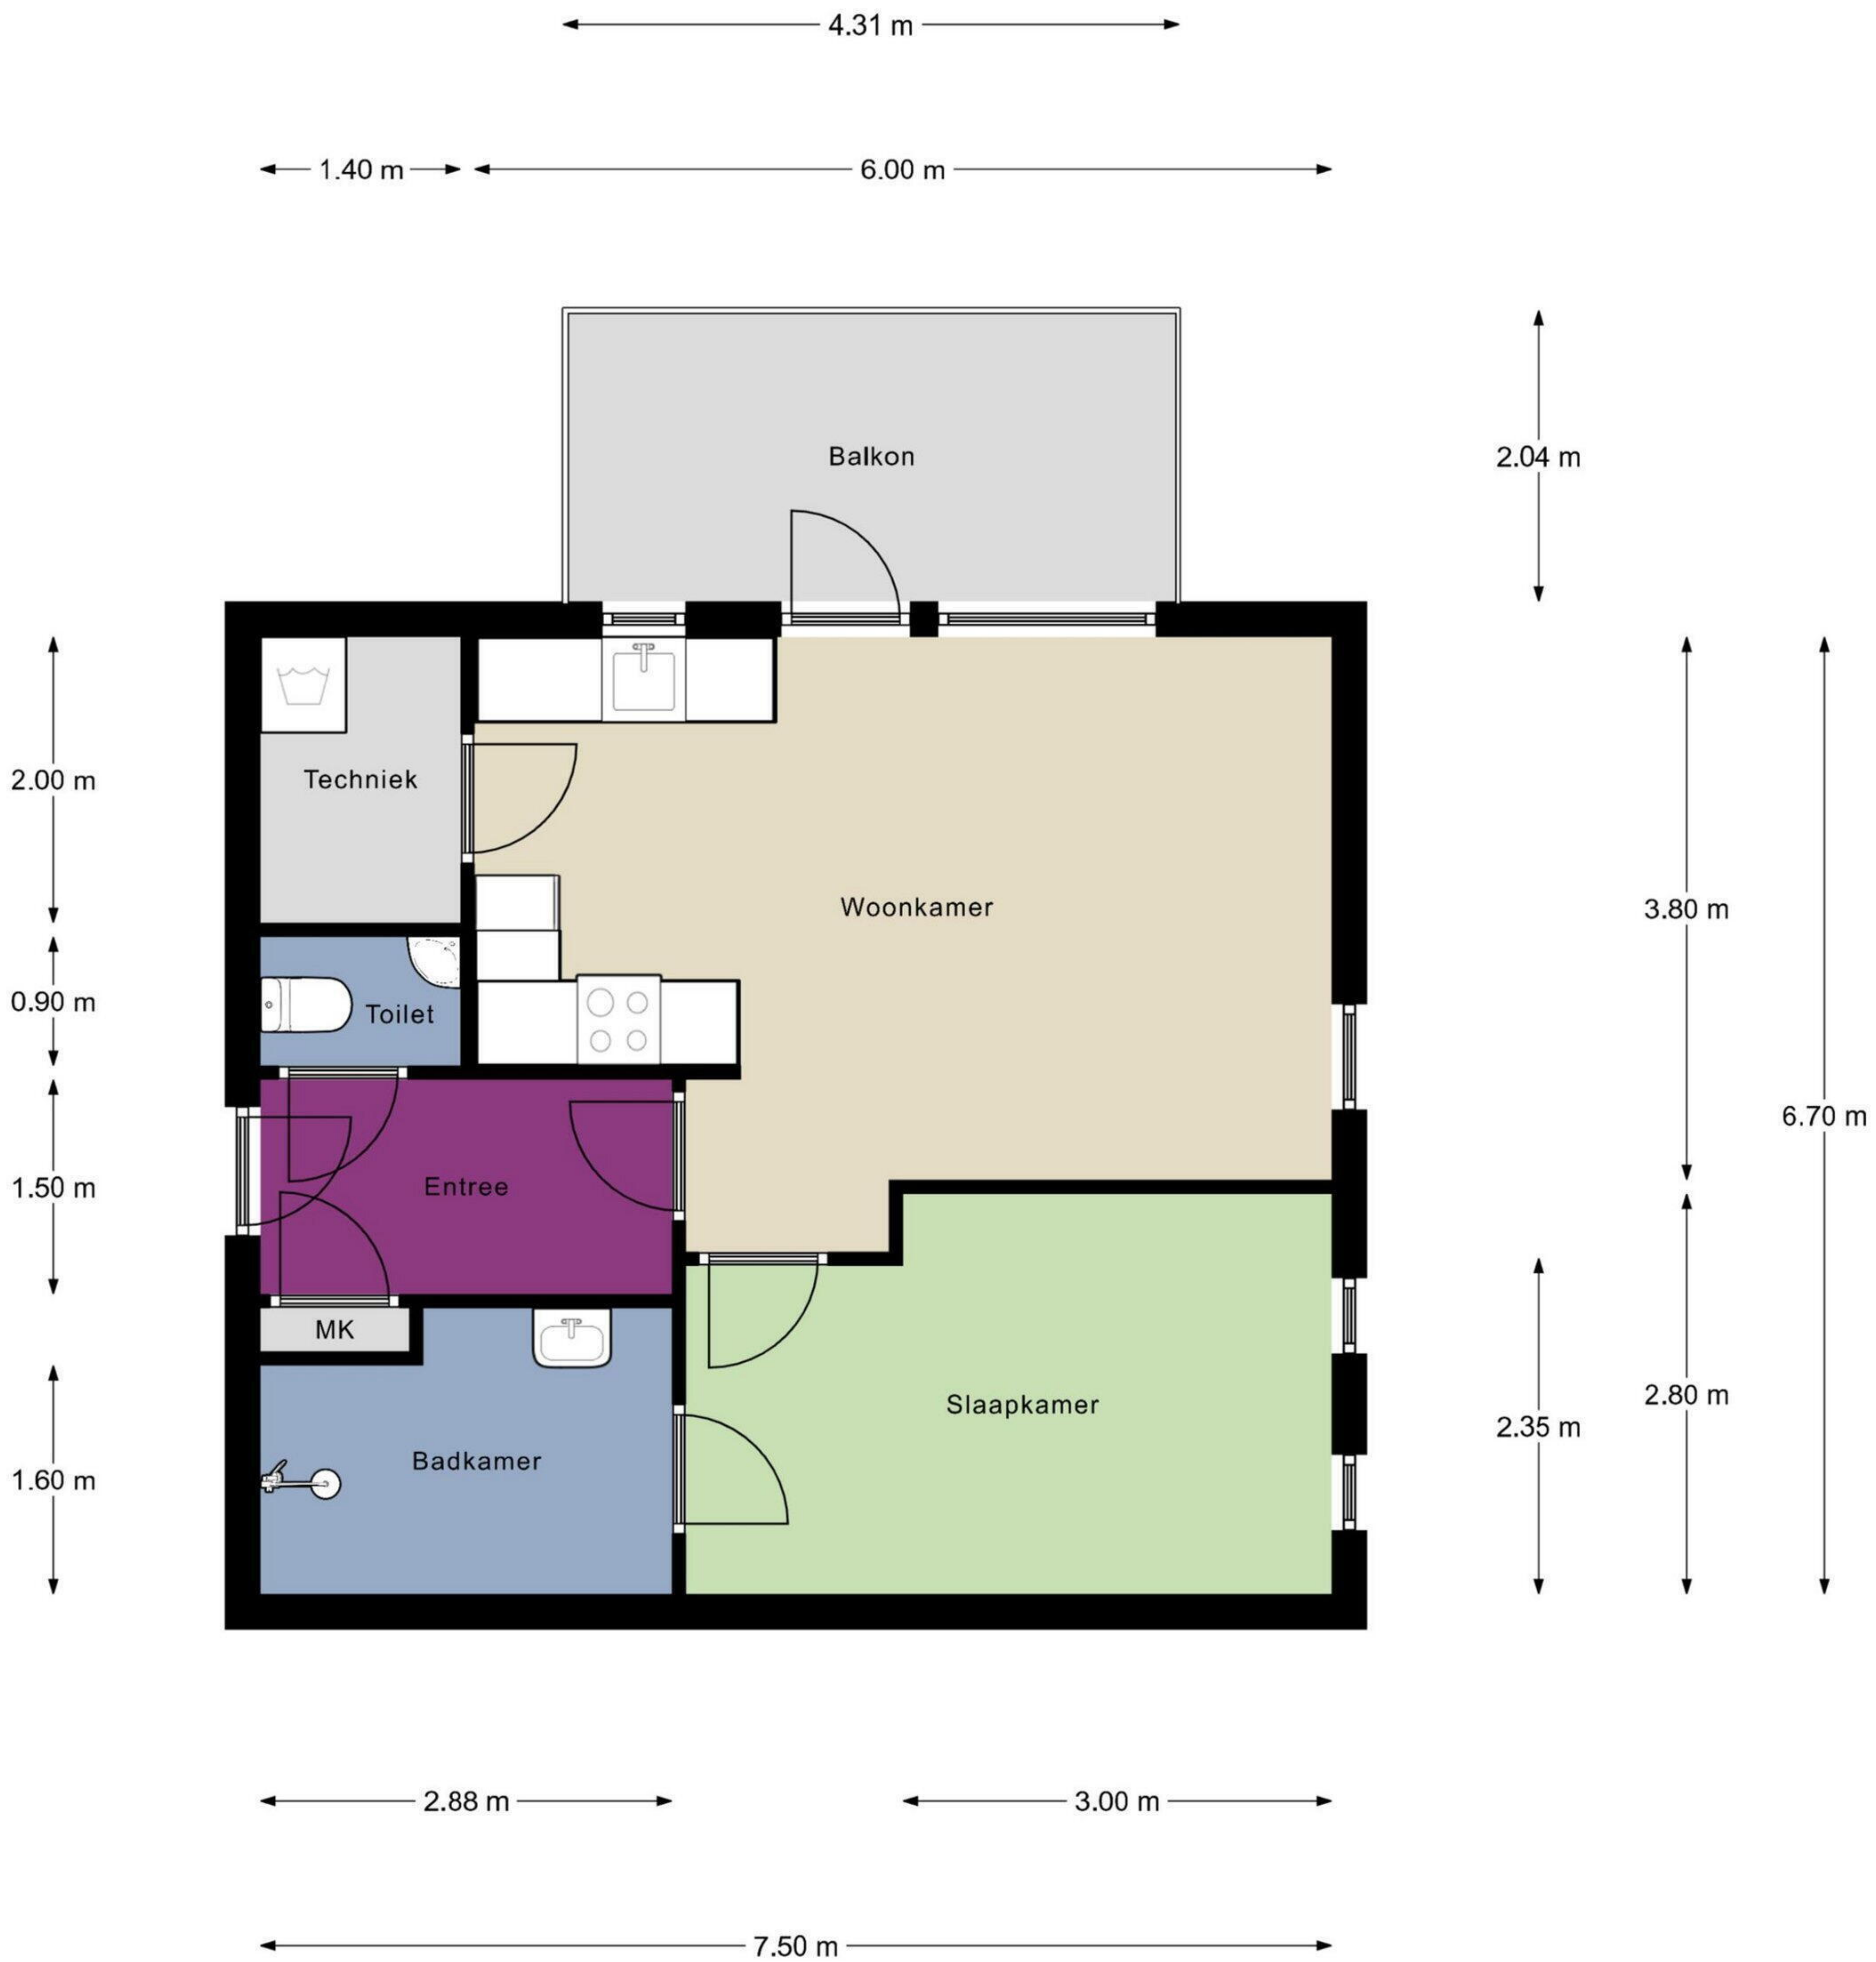 4.31 m
1.40 m
6.00 m
Balkon
2.04 m
Techniek
2.00 m
Woonkamer
3.80 m
0.90 m
Toilet
6.70 m
Entree
1.50 m
MK
2.80 m
Slaapkamer
2.35 m
Badkamer
1.60 m
2.88 m
3.00 m
7.50 m